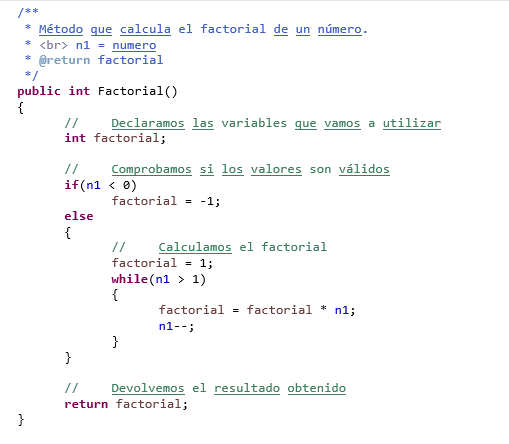 /**
 * Método que calcula el factorial de un número.
 * <br> n1 = numero
 * @return factorial
 */
public int Factorial()
{
      //    Declaramos las variables que vamos a utilizar
      int factorial;

      //    Comprobamos si los valores son válidos
      if(n1 < 0)
            factorial = -1;
      else
      {
            //    Calculamos el factorial
            factorial = 1;
            while(n1 > 1)
            {
                  factorial = factorial * n1;
                  n1--;
            }
      }

      //    Devolvemos el resultado obtenido
      return factorial;
}